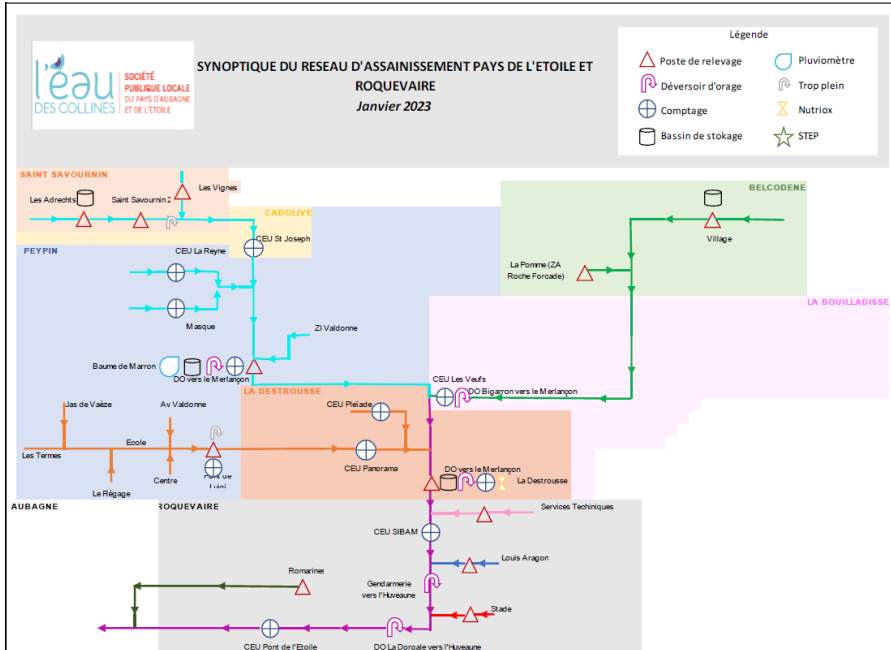 l'eau
DES COLLINES
SOCIÉTÉ
PUBLIQUE LOCALE
DU PAYS D'AUBAGNE
ET DE L'ÉTOILE
SYNOPTIQUE DU RESEAU D'ASSAINISSEMENT PAYS DE L'ETOILE ET
ROQUEVAIRE
Janvier 2023
Légende
Poste de relevage
Pluviomètre
Déversoir d'orage
Trop plein
Comptage
Nutriox
Bassin de stokage
STEP
SAINT SAVOURNIN
Les Vignes
Les Adrechts
Saint Savournin 2
CADOLIVE
CEU St Joseph
BELCODENE
Village
La Pomme (ZA
Roche Forcade)
PEYPIN
CEU La Reyne
Masque
ZI Valdonne
Baume de Marron
DO vers le Merlançon
LA BOUILLADISSE
CEU Les Veufs
DO Bigarron vers le Merlançon
LA DESTROUSSE
CEU Pleïade
Jas de Vaèze
Av Valdonne
Ecole
Les Termes
Centre
Le Régage
Pont de
CEU Panorama
DO vers le Merlançon
La Destrousse
AUBAGNE
ROQUEVAIRE
Services Techiniques
CEU SIBAM
Louis Aragon
Romarines
Gendarmerie
vers l'Huveaune
Stade
CEU Pont de l'Etoile
DO La Dorgale vers l'Huveaune